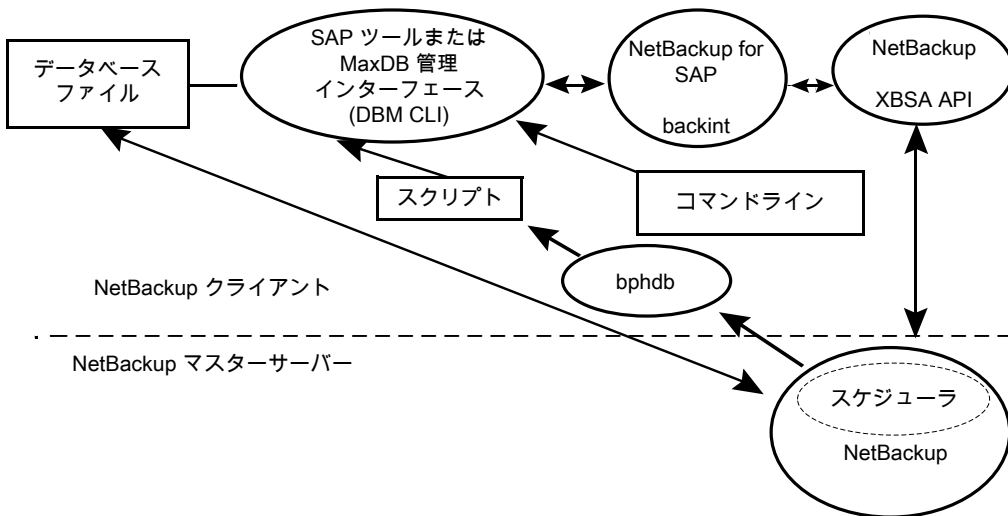 データベース
ファイル
SAP ツールまたは
MaxDB 管理
インターフェース
(DBM CLI)
NetBackup for
SAP
backint
NetBackup
XBSA API
スクリプト
コマンドライン
bphdb
NetBackup クライアント
NetBackup マスターサーバー
スケジューラ
NetBackup